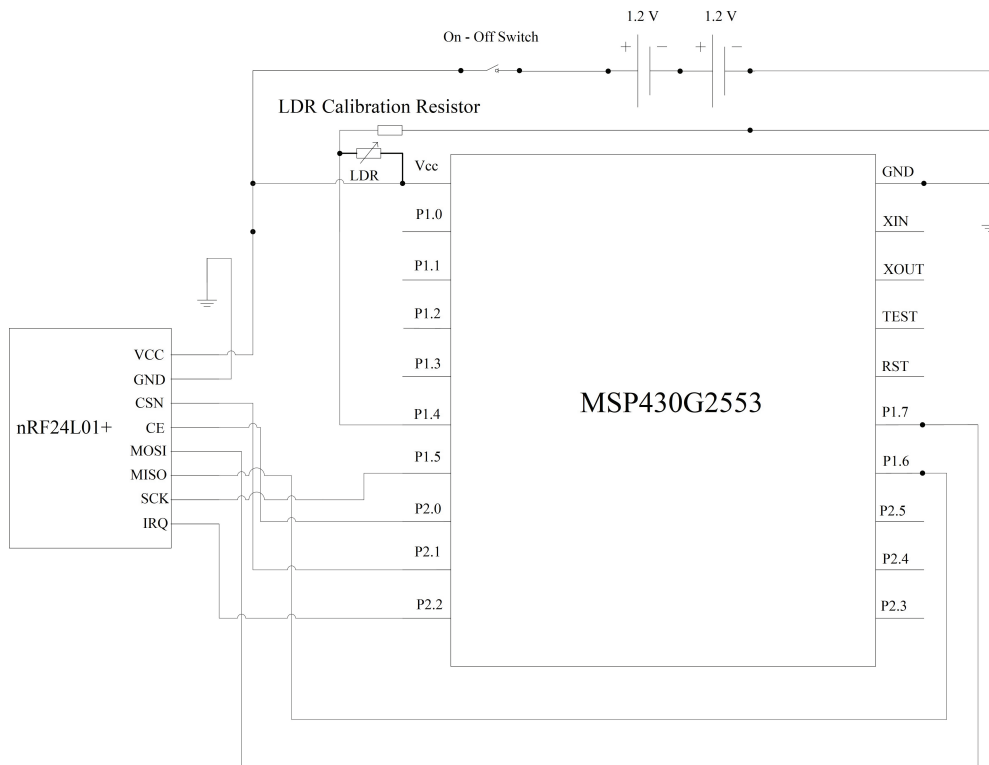 1.2 V
1.2 V
On - Off Switch
+
−
+
−
LDR Calibration Resistor
LDR
Vcc
P1.0
P1.1
P1.2
P1.3
P1.4
P1.5
P2.0
P2.1
P2.2
MSP430G2553
GND
XIN
XOUT
TEST
RST
P1.7
P1.6
P2.5
P2.4
P2.3
nRF24L01+
VCC
GND
CSN
CE
MOSI
MISO
SCK
IRQ